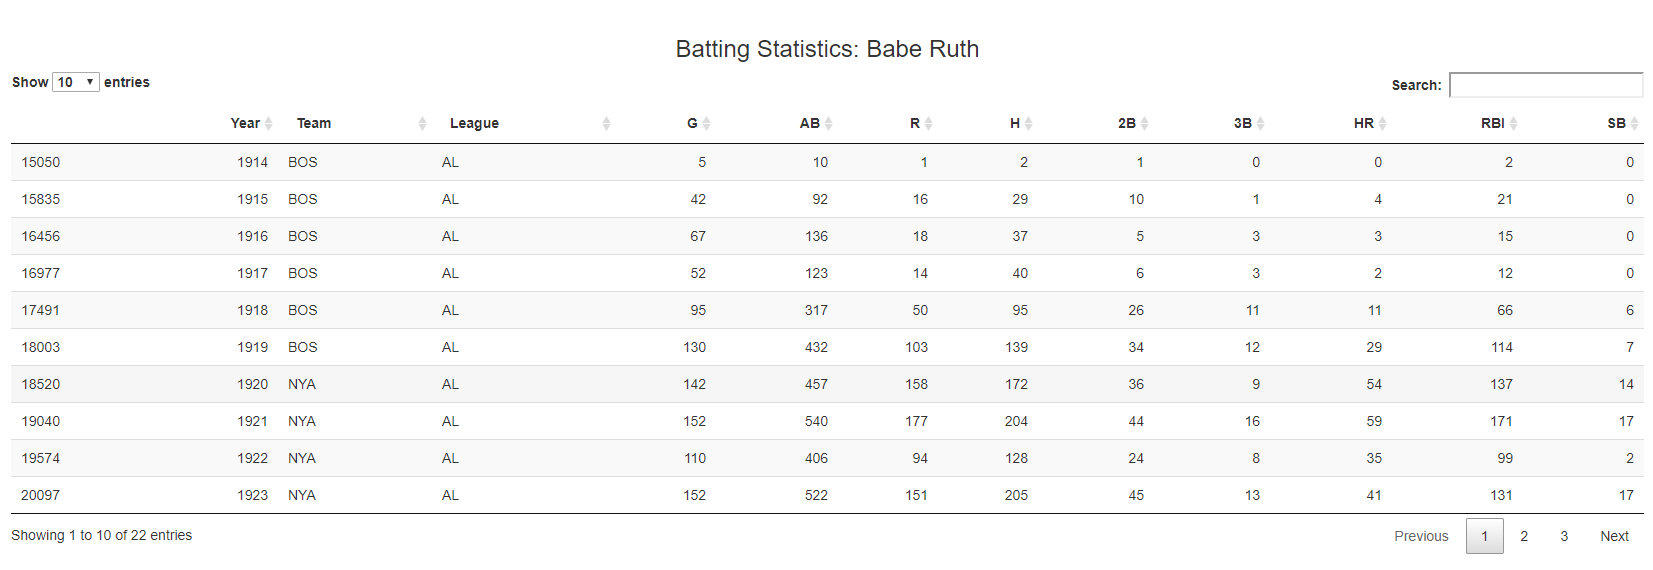 Batting Statistics: Babe Ruth
Show 10 entries Search:
Year Team League G AB R H 2B 3B HR RBI SB
15050 1914 BOS AL 5 10 1 2 1 0 0 2 0
15835 1915 BOS AL 42 92 16 29 10 1 4 21 0
16456 1916 BOS AL 67 136 18 37 5 3 3 15 0
16977 1917 BOS AL 52 123 14 40 6 3 2 12 0
17491 1918 BOS AL 95 317 50 95 26 11 11 66 6
18003 1919 BOS AL 130 432 103 139 34 12 29 114 7
18520 1920 NYA AL 142 457 158 172 36 9 54 137 14
19040 1921 NYA AL 152 540 177 204 44 16 59 171 17
19574 1922 NYA AL 110 406 94 128 24 8 35 99 2
20097 1923 NYA AL 152 522 151 205 45 13 41 131 17
Showing 1 to 10 of 22 entries Previous 1 2 3 Next